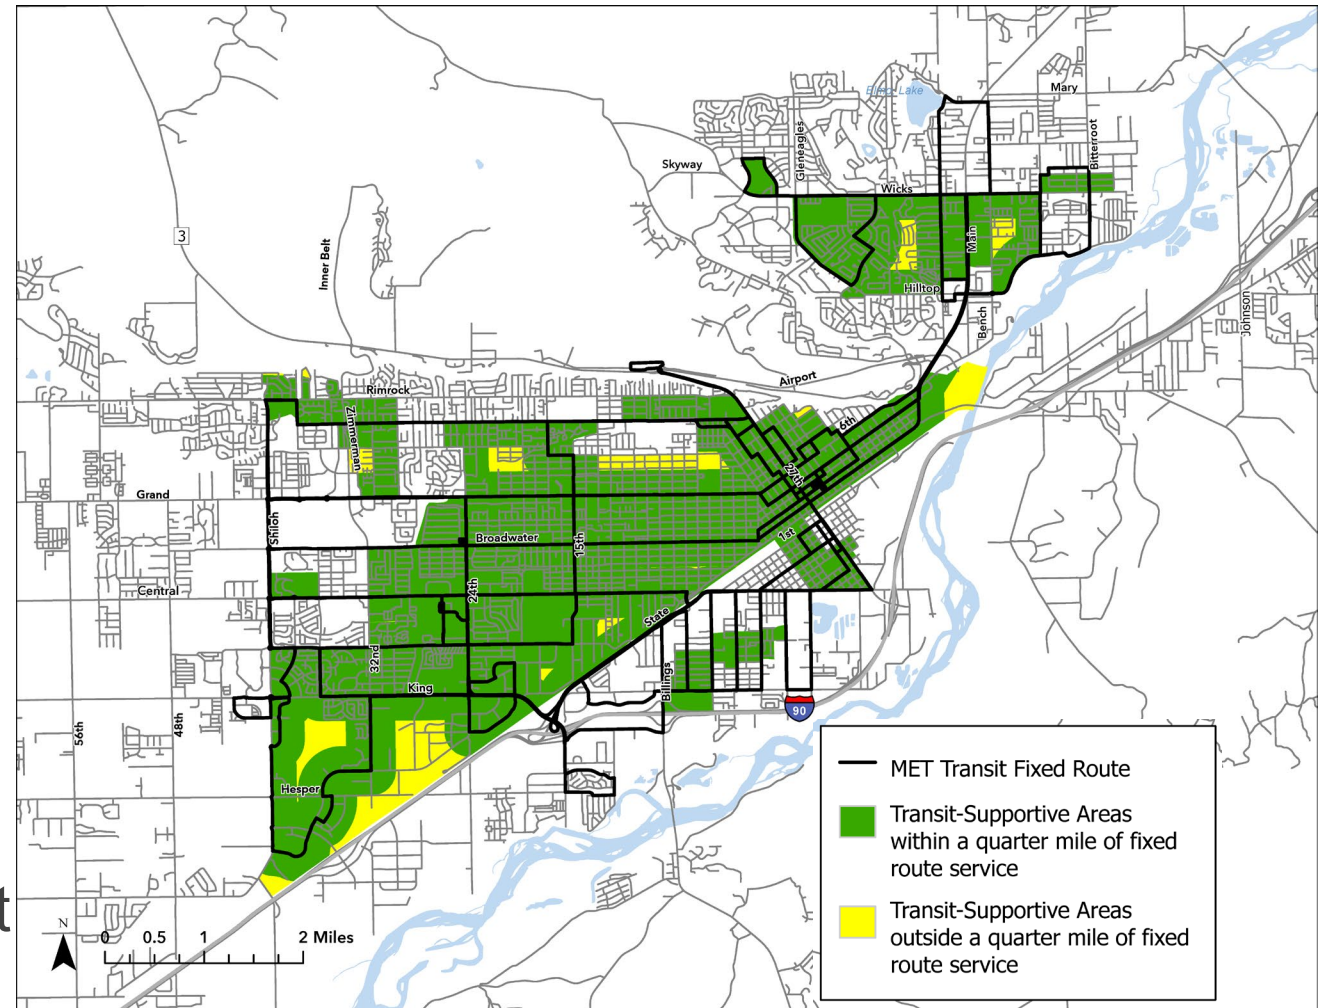 Elmo Lake
Mary
Gleneagles
Bitterroot
Skyway
Wicks
3
Main
Inner Belt
Hilltop
Bench
Johnson
Airport
Rimrock
Zimmerman
6th
27th
Grand
Shiloh
Broadwater
15th
1st
24th
Central
State
32nd
Billings
King
90
56th
48th
Hesper
MET Transit Fixed Route
Transit-Supportive Areas
within a quarter mile of fixed
route service
Transit-Supportive Areas
outside a quarter mile of fixed
route service
t
N
0 0.5 1 2 Miles